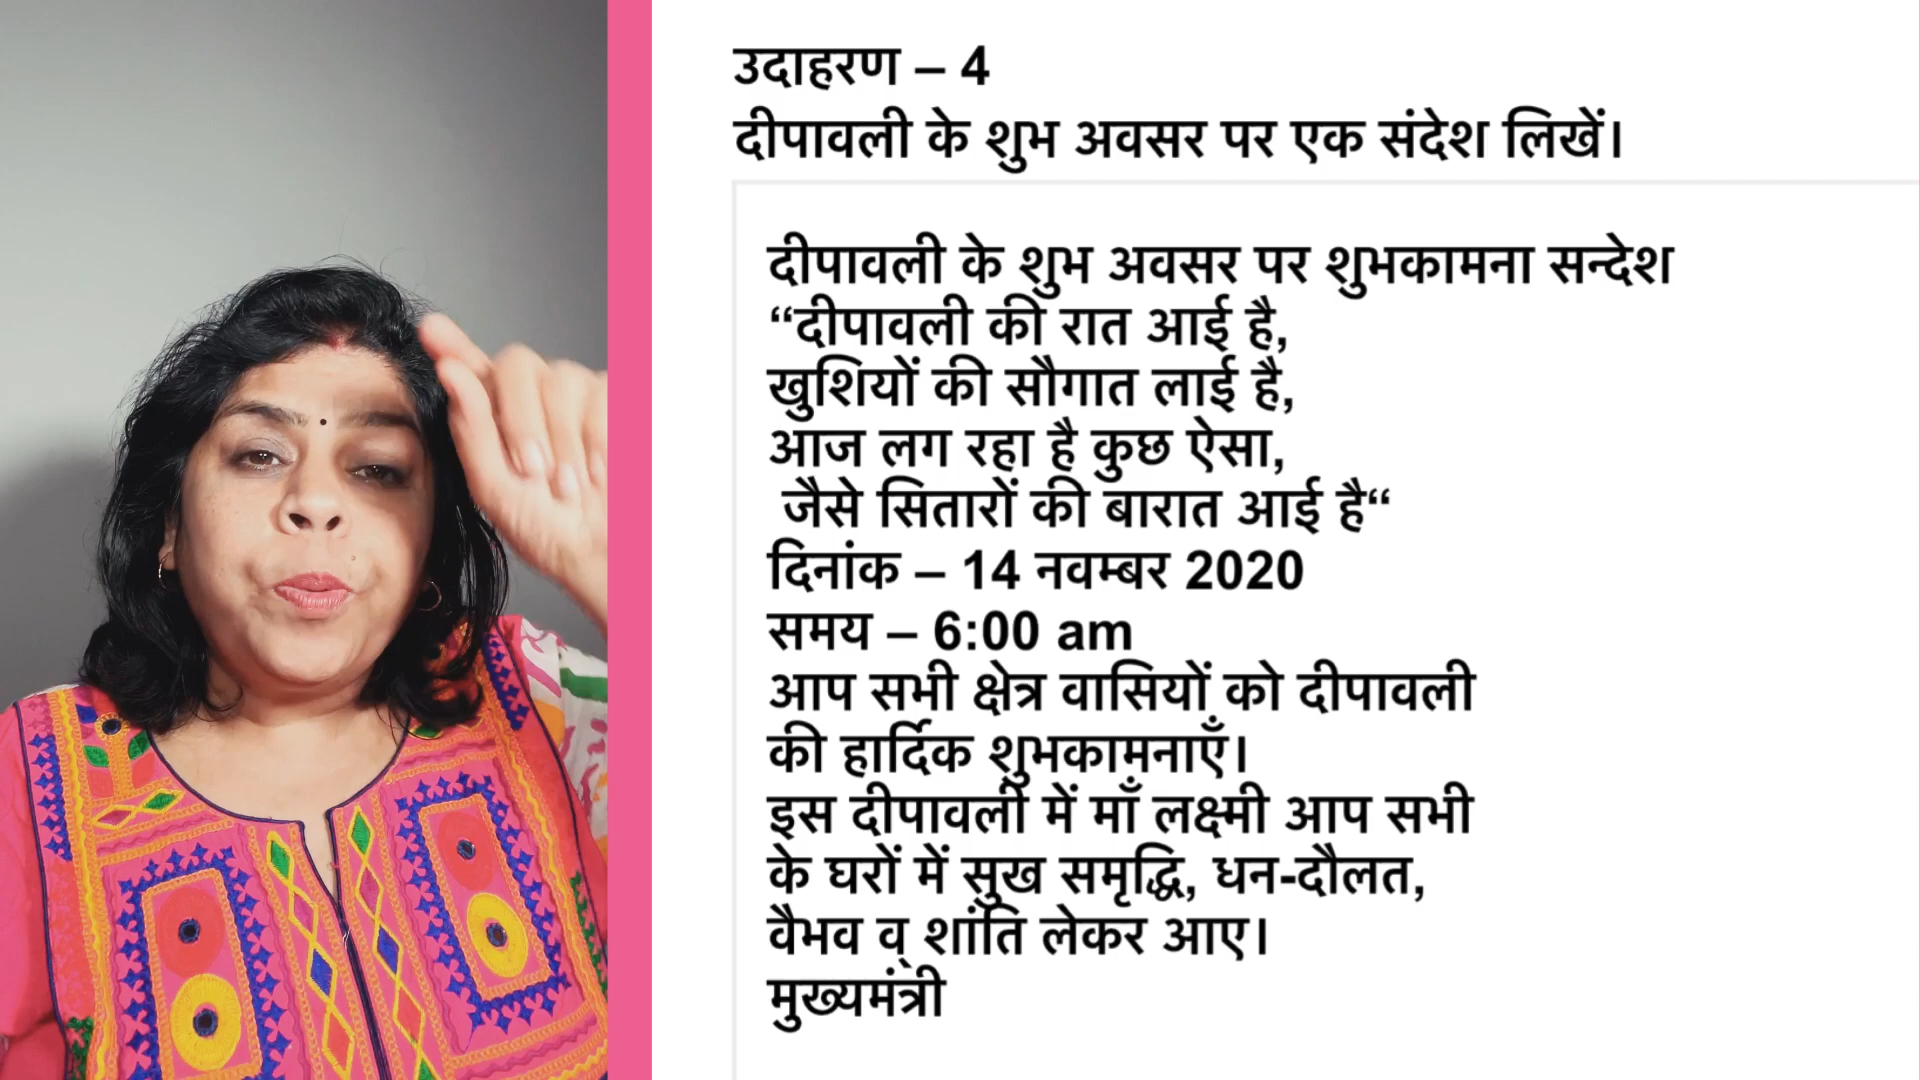 उदाहरण – 4
दीपावली के शुभ अवसर पर एक संदेश लिखें।
दीपावली के शुभ अवसर पर शुभकामना सन्देश
“दीपावली की रात आई है,
खुशियों की सौगात लाई है,
आज लग रहा है कुछ ऐसा,
जैसे सितारों की बारात आई है“
दिनांक – 14 नवम्बर 2020
समय – 6:00 am
आप सभी क्षेत्र वासियों को दीपावली
की हार्दिक शुभकामनाएँ।
इस दीपावली में माँ लक्ष्मी आप सभी
के घरों में सुख समृद्धि, धन-दौलत,
वैभव व् शांति लेकर आए।
मुख्यमंत्री